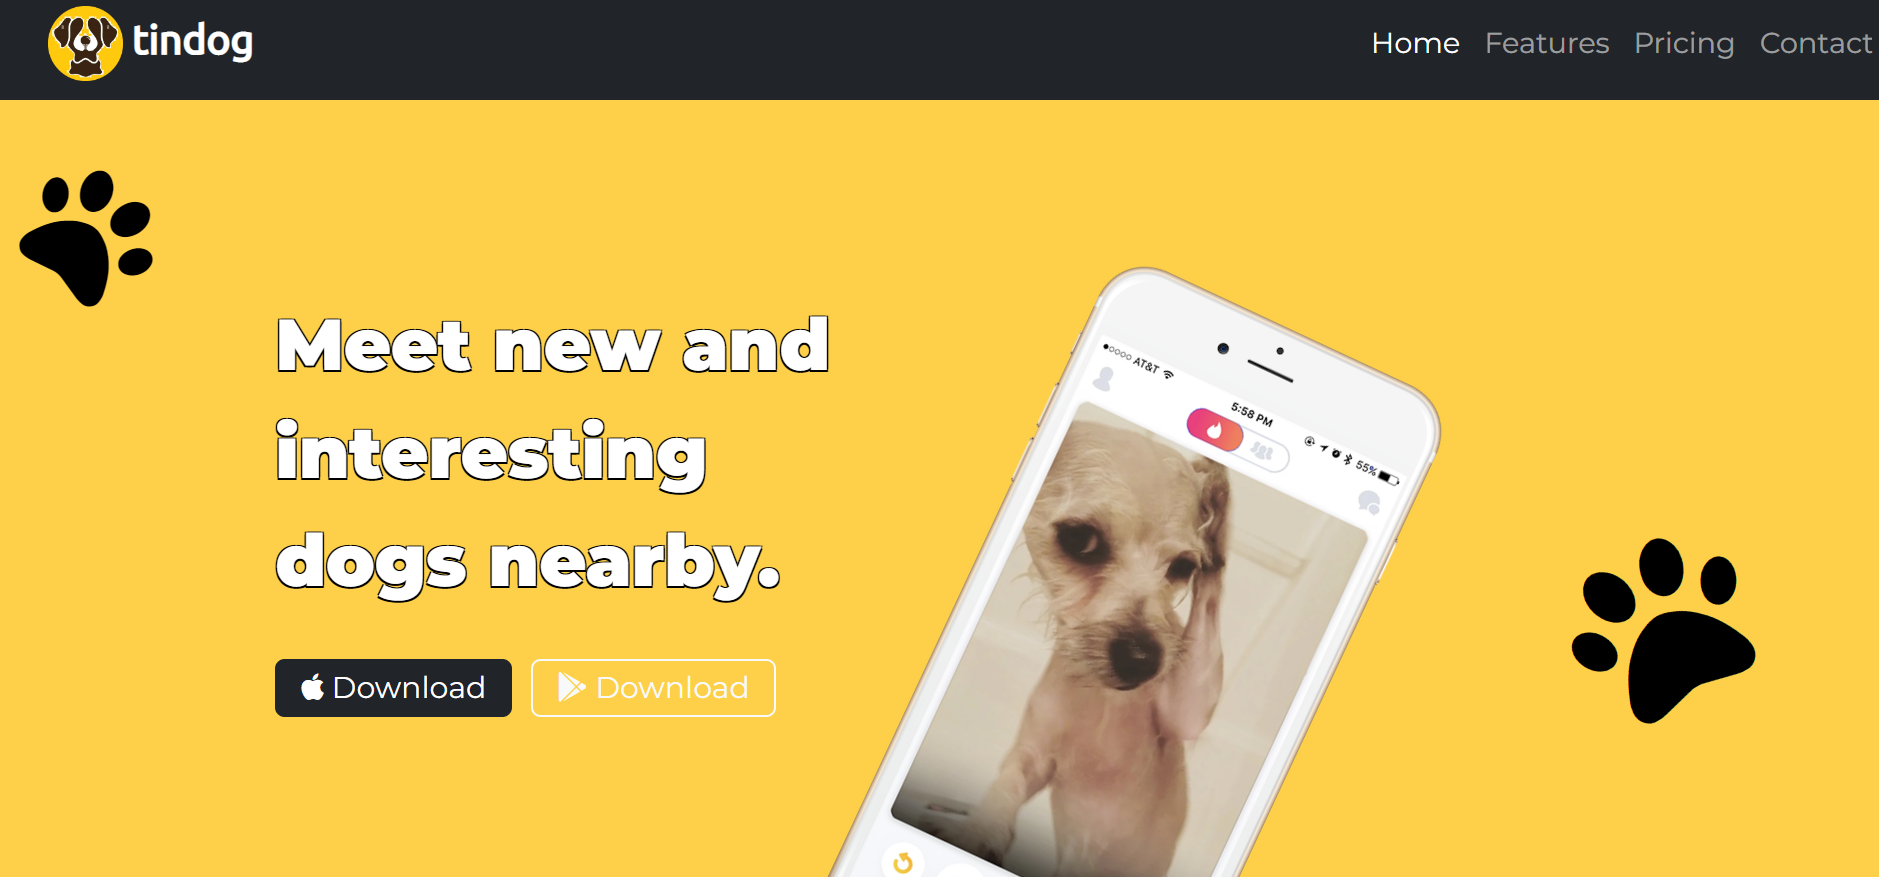 tindog
Home Features Pricing Contact
Meet new and
interesting
dogs nearby.
Download Download
AT&T
5:58 PM
55%